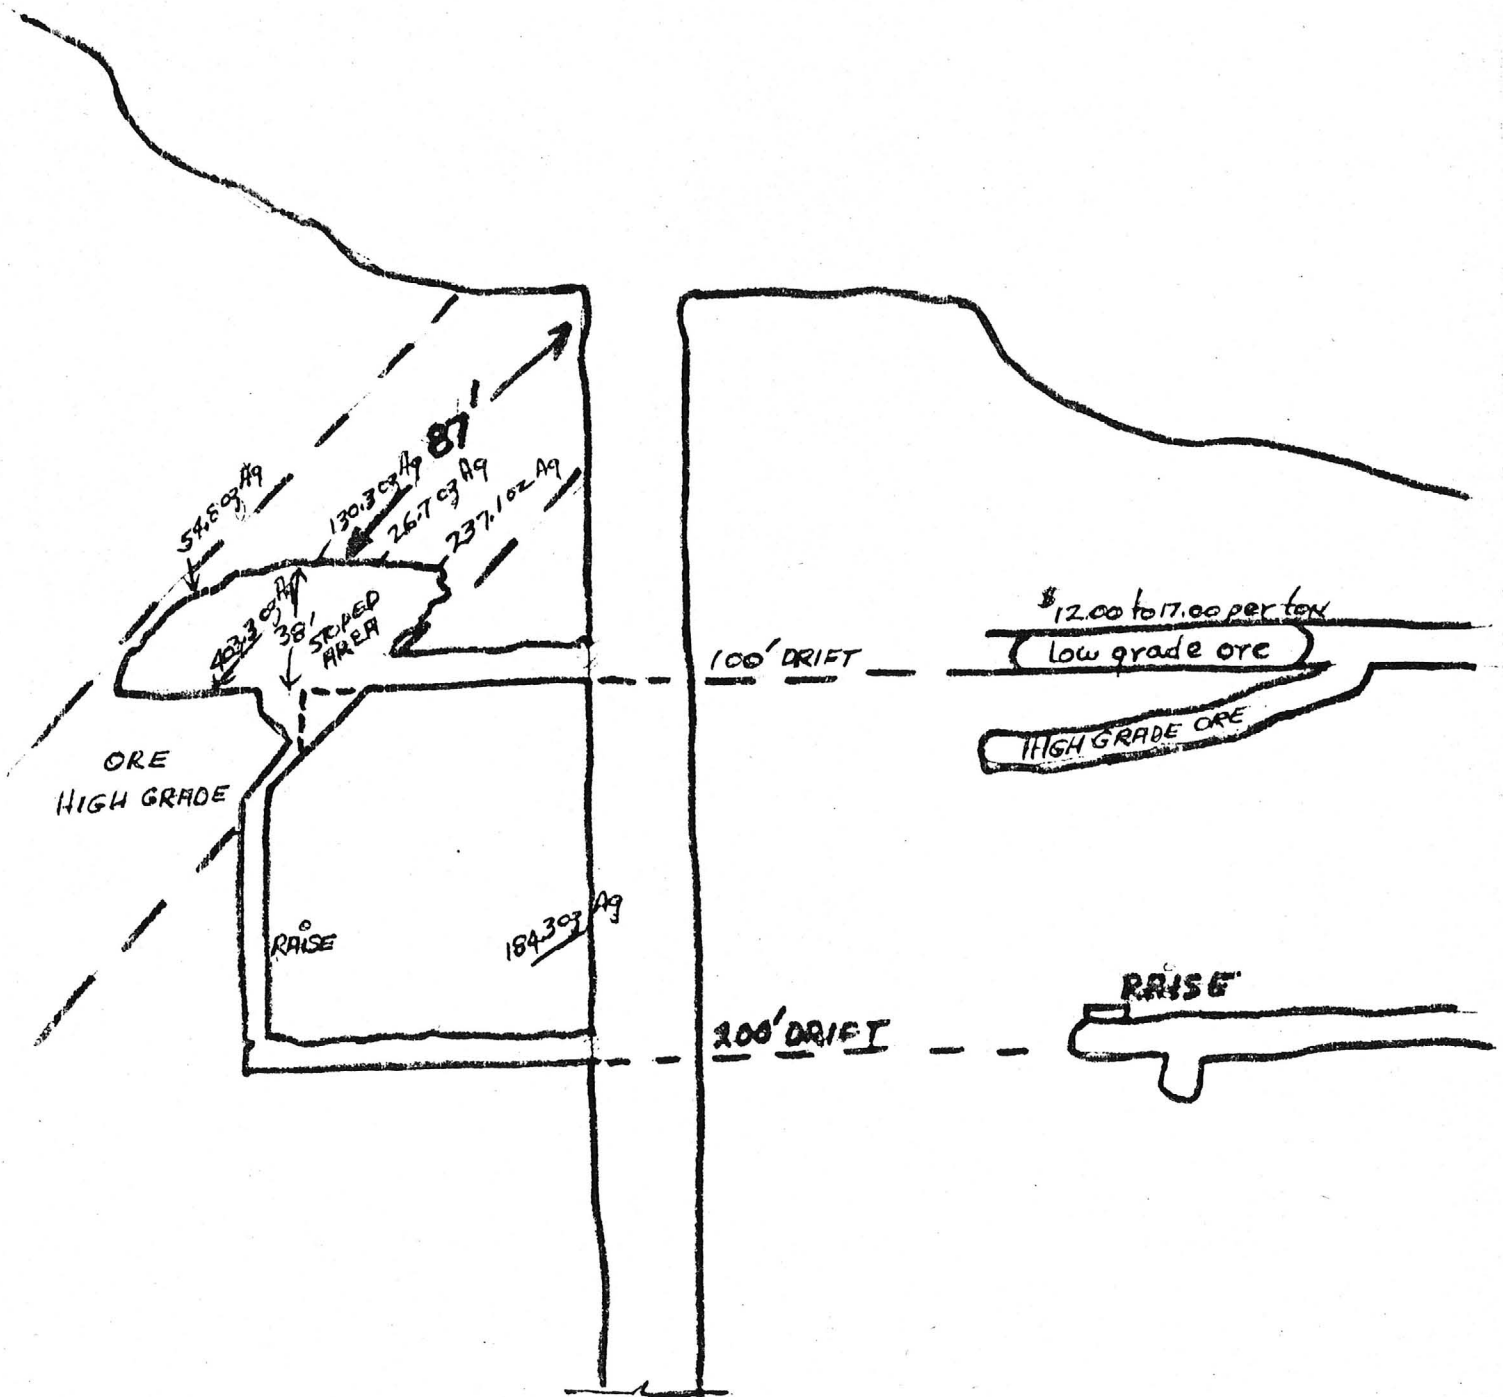 87'
54.8 oz Ag
130.3 oz Ag
26.7 oz Ag
237.1 oz Ag
403.3 oz Ag
38'
STOPED
AREA
$12.00 to 17.00 per ton
low grade ore
100' DRIFT
HIGH GRADE ORE
ORE
HIGH GRADE
RAISE
184.3 oz Ag
RAISE
200' DRIFT